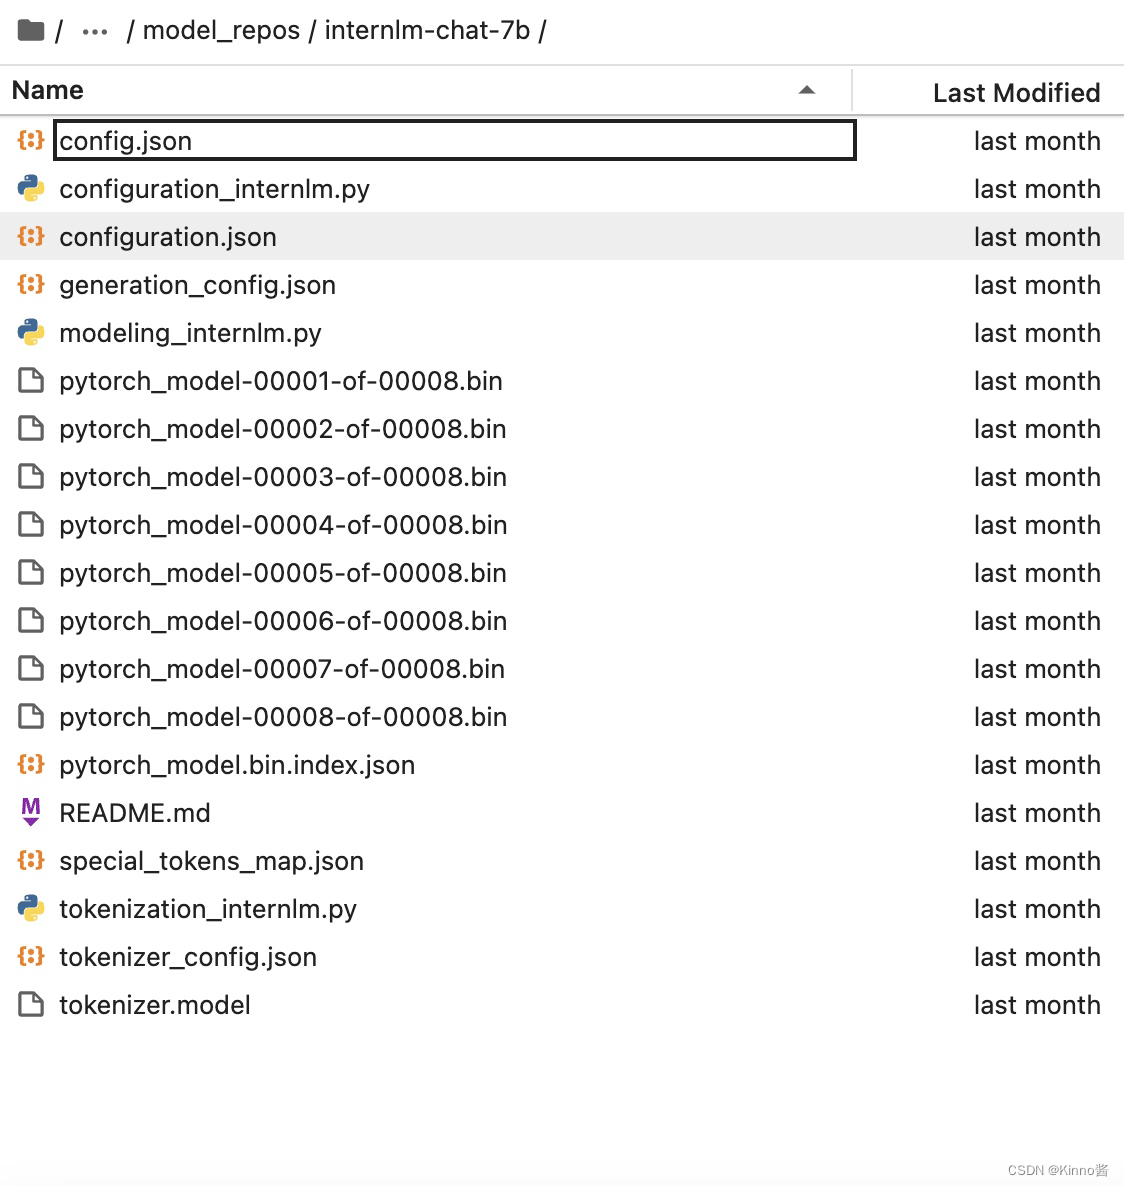 / ··· / model_repos / internlm-chat-7b /
Name Last Modified
config.json last month
configuration_internlm.py last month
configuration.json last month
generation_config.json last month
modeling_internlm.py last month
pytorch_model-00001-of-00008.bin last month
pytorch_model-00002-of-00008.bin last month
pytorch_model-00003-of-00008.bin last month
pytorch_model-00004-of-00008.bin last month
pytorch_model-00005-of-00008.bin last month
pytorch_model-00006-of-00008.bin last month
pytorch_model-00007-of-00008.bin last month
pytorch_model-00008-of-00008.bin last month
pytorch_model.bin.index.json last month
README.md last month
special_tokens_map.json last month
tokenization_internlm.py last month
tokenizer_config.json last month
tokenizer.model last month
CSDN @Kinno酱